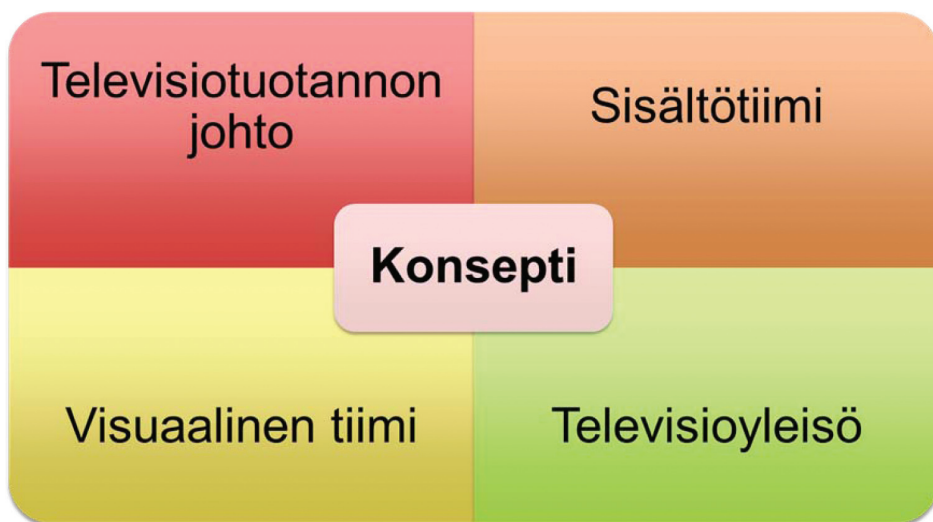 Televisiotuotannon
johto
Sisältötiimi
Konsepti
Visuaalinen tiimi
Televisioyleisö